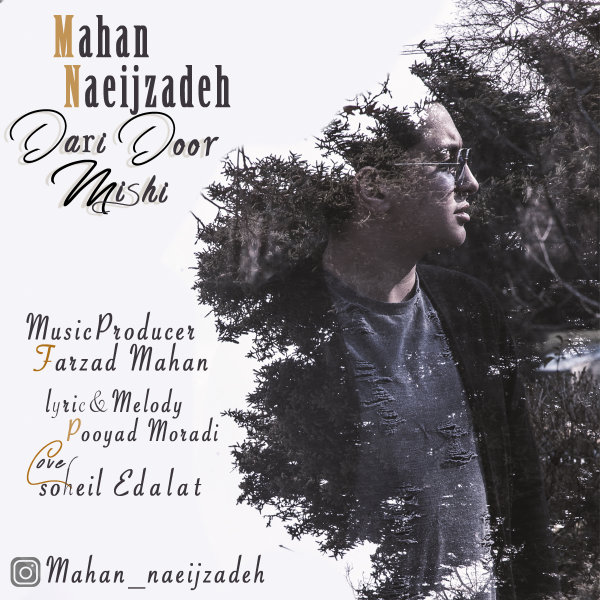 Mahan
Naeijzadeh
Dari Door
Mishi
MusicProducer
Farzad Mahan
lyric & Melody
Pooyad Moradi
Cover
soheil Edalat
Mahan_naeijzadeh